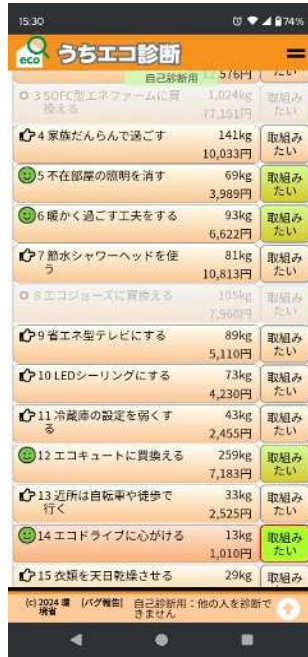 15:30
74%
eco
うちエコ診断
自己診断用
12,576円
たい
3 SOFC型エネファームに買
換える
1,024kg
77,151円
取組み
たい
4 家族だんらんで過ごす
141kg
10,033円
取組み
たい
5 不在部屋の照明を消す
69kg
3,989円
取組み
たい
6 暖かく過ごす工夫をする
93kg
6,622円
取組み
たい
7 節水シャワーヘッドを使
う
81kg
10,813円
取組み
たい
8 エコジョーズに買換える
105kg
7,960円
取組み
たい
9 省エネ型テレビにする
89kg
5,110円
取組み
たい
10 LEDシーリングにする
73kg
4,230円
取組み
たい
11 冷蔵庫の設定を弱くす
る
43kg
2,455円
取組み
たい
12 エコキュートに買換える
259kg
7,183円
取組み
たい
13 近所は自転車や徒歩で
行く
33kg
2,525円
取組み
たい
14 エコドライブに心がける
13kg
1,010円
取組み
たい
15 衣類を天日乾燥させる
29kg
取組み
(c) 2024 環
境省
[バグ報告]
自己診断用：他の人を診断で
きません